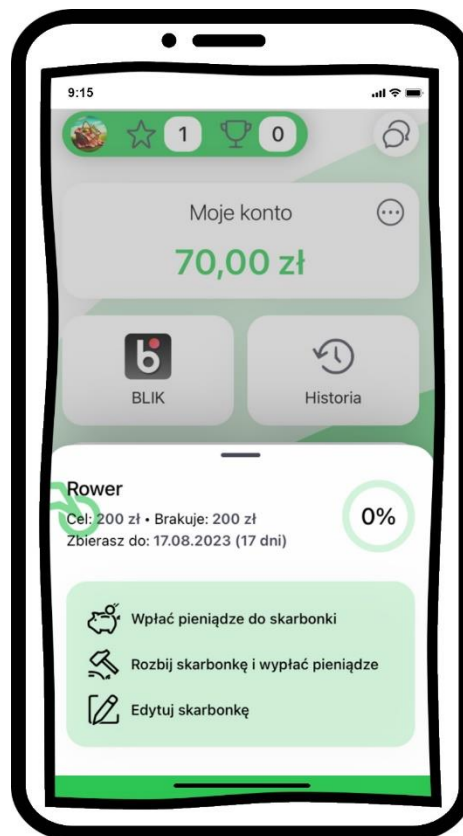 9:15
1 0
Moje konto
70,00 zł
BLIK Historia
Rower
Cel: 200 zł • Brakuje: 200 zł
Zbierasz do: 17.08.2023 (17 dni)
0%
Wpłać pieniądze do skarbonki
Rozbij skarbonkę i wypłać pieniądze
Edytuj skarbonkę